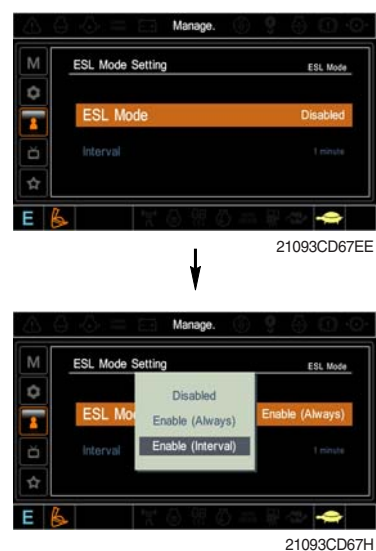 Manage.
M
ESL Mode Setting ESL Mode
ESL Mode Disabled
Interval 1 minute
E
21093CD67EE
Manage.
M
ESL Mode Setting ESL Mode
Disabled
ESL Mo Enable (Always) Enable (Always)
Interval Enable (Interval) 1 minute
E
21093CD67H